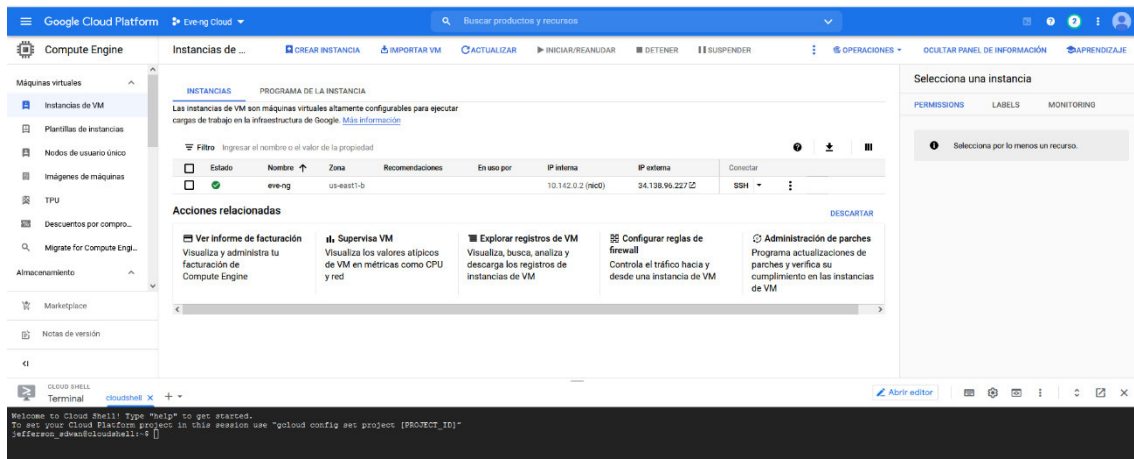 Google Cloud Platform
Eve-ng Cloud
Buscar productos y recursos
2
Compute Engine
Instancias de ...
CREAR INSTANCIA
IMPORTAR VM
ACTUALIZAR
INICIAR/REANUDAR
DETENER
SUSPENDER
OPERACIONES
OCULTAR PANEL DE INFORMACIÓN
APRENDIZAJE
Máquinas virtuales
Instancias de VM
Plantillas de instancias
Nodos de usuario único
Imágenes de máquinas
TPU
Descuentos por compro...
Migrate for Compute Engi...
Almacenamiento
Marketplace
Notas de versión
INSTANCIAS
PROGRAMA DE LA INSTANCIA
Las instancias de VM son máquinas virtuales altamente configurables para ejecutar
cargas de trabajo en la infraestructura de Google. Más información
Filtro Ingresar el nombre o el valor de la propiedad
Estado Nombre Zona Recomendaciones En uso por IP interna IP externa Conectar
eve-ng us-east1-b 10.142.0.2 (nic0) 34.138.96.227 SSH
Acciones relacionadas
DESCARTAR
Ver informe de facturación
Visualiza y administra tu
facturación de
Compute Engine
Supervisa VM
Visualiza los valores atípicos
de VM en métricas como CPU
y red
Explorar registros de VM
Visualiza, busca, analiza y
descarga los registros de
instancias de VM
Configurar reglas de
firewall
Controla el tráfico hacia y
desde una instancia de VM
Administración de parches
Programa actualizaciones de
parches y verifica su
cumplimiento en las instancias
de VM
Selecciona una instancia
PERMISSIONS
LABELS
MONITORING
Selecciona por lo menos un recurso.
CLOUD SHELL
Terminal
cloudshell
Abrir editor
Welcome to Cloud Shell! Type "help" to get started.
To set your Cloud Platform project in this session use "gcloud config set project [PROJECT_ID]"
jefferson_sdwan@cloudshell:~$